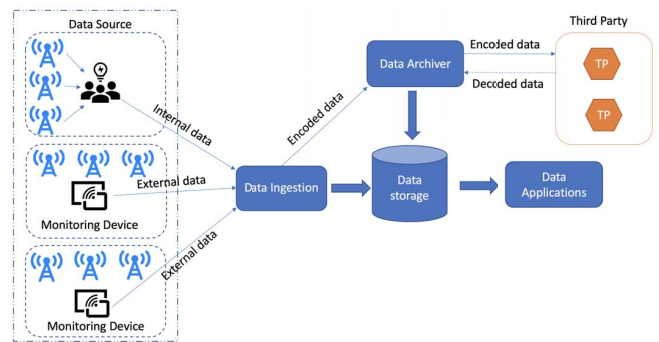 Data Source
Third Party
Encoded data
Data Archiver
TP
Decoded data
Internal data
Encoded data
TP
External data
Data Ingestion
Data
storage
Data
Applications
Monitoring Device
External data
Monitoring Device